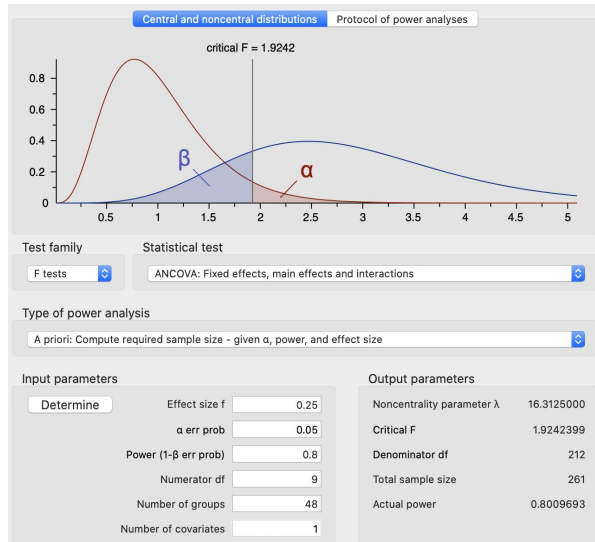 Central and noncentral distributions Protocol of power analyses
critical F = 1.9242
0.8
0.6
0.4
0.2
0
β
α
0.5 1 1.5 2 2.5 3 3.5 4 4.5 5
Test family Statistical test
F tests ANCOVA: Fixed effects, main effects and interactions
Type of power analysis
A priori: Compute required sample size - given α, power, and effect size
Input parameters Output parameters
Determine Effect size f 0.25 Noncentrality parameter λ 16.3125000
α err prob 0.05 Critical F 1.9242399
Power (1-β err prob) 0.8 Denominator df 212
Numerator df 9 Total sample size 261
Number of groups 48 Actual power 0.8009693
Number of covariates 1